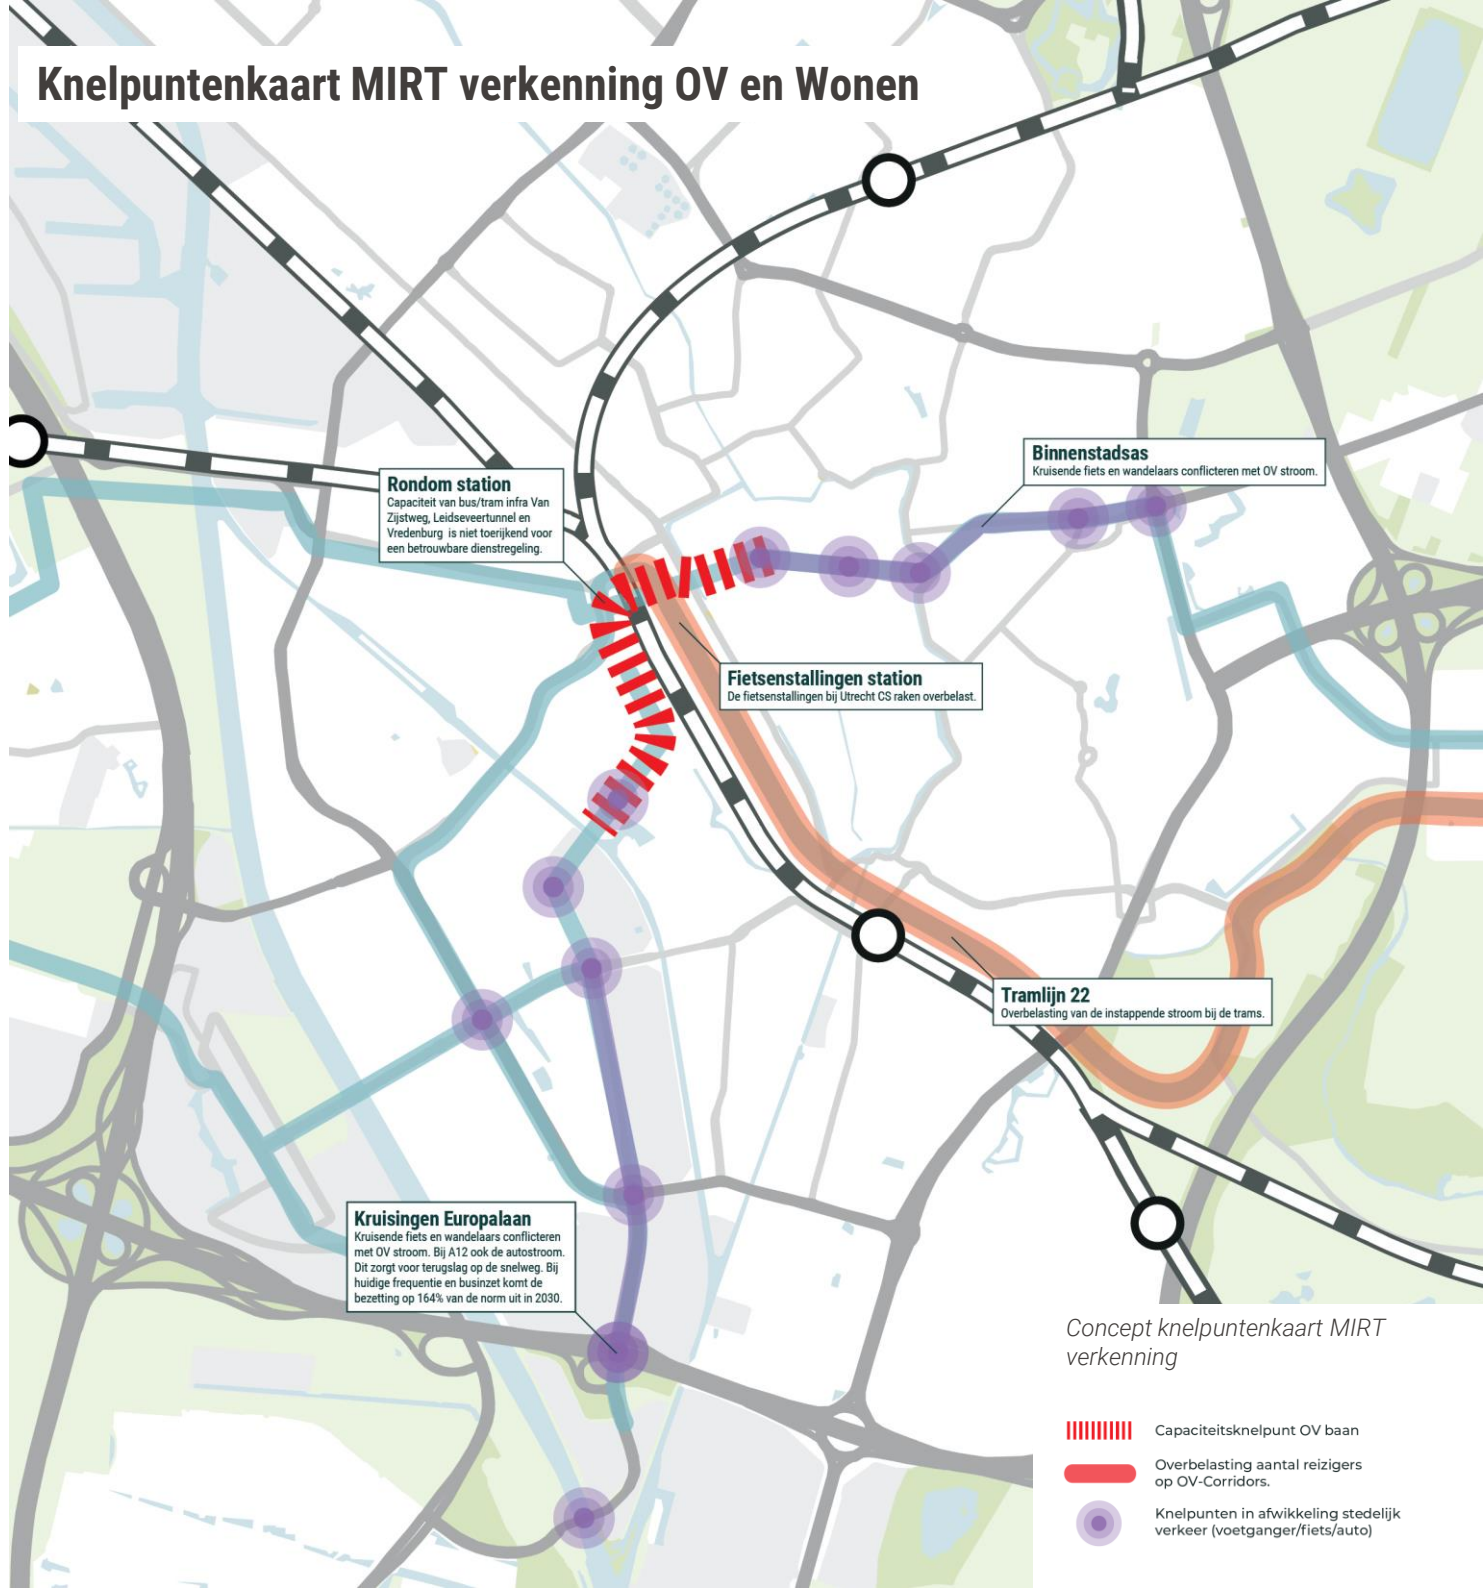 Knelpuntenkaart MIRT verkenning OV en Wonen
Binnenstadsas
Kruisende fiets en wandelaars conflicteren met OV stroom.
Rondom station
Capaciteit van bus/tram infra Van
Zijstweg, Leidseveertunnel en
Vredenburg is niet toerijkend voor
een betrouwbare dienstregeling.
Fietsenstallingen station
De fietsenstallingen bij Utrecht CS raken overbelast.
Tramlijn 22
Overbelasting van de instappende stroom bij de trams.
Kruisingen Europalaan
Kruisende fiets en wandelaars conflicteren
met OV stroom. Bij A12 ook de autostroom.
Dit zorgt voor terugslag op de snelweg. Bij
huidige frequentie en businzet komt de
bezetting op 164% van de norm uit in 2030.
Concept knelpuntenkaart MIRT
verkenning
Capaciteitsknelpunt OV baan
Overbelasting aantal reizigers
op OV-Corridors.
Knelpunten in afwikkeling stedelijk
verkeer (voetganger/fiets/auto)